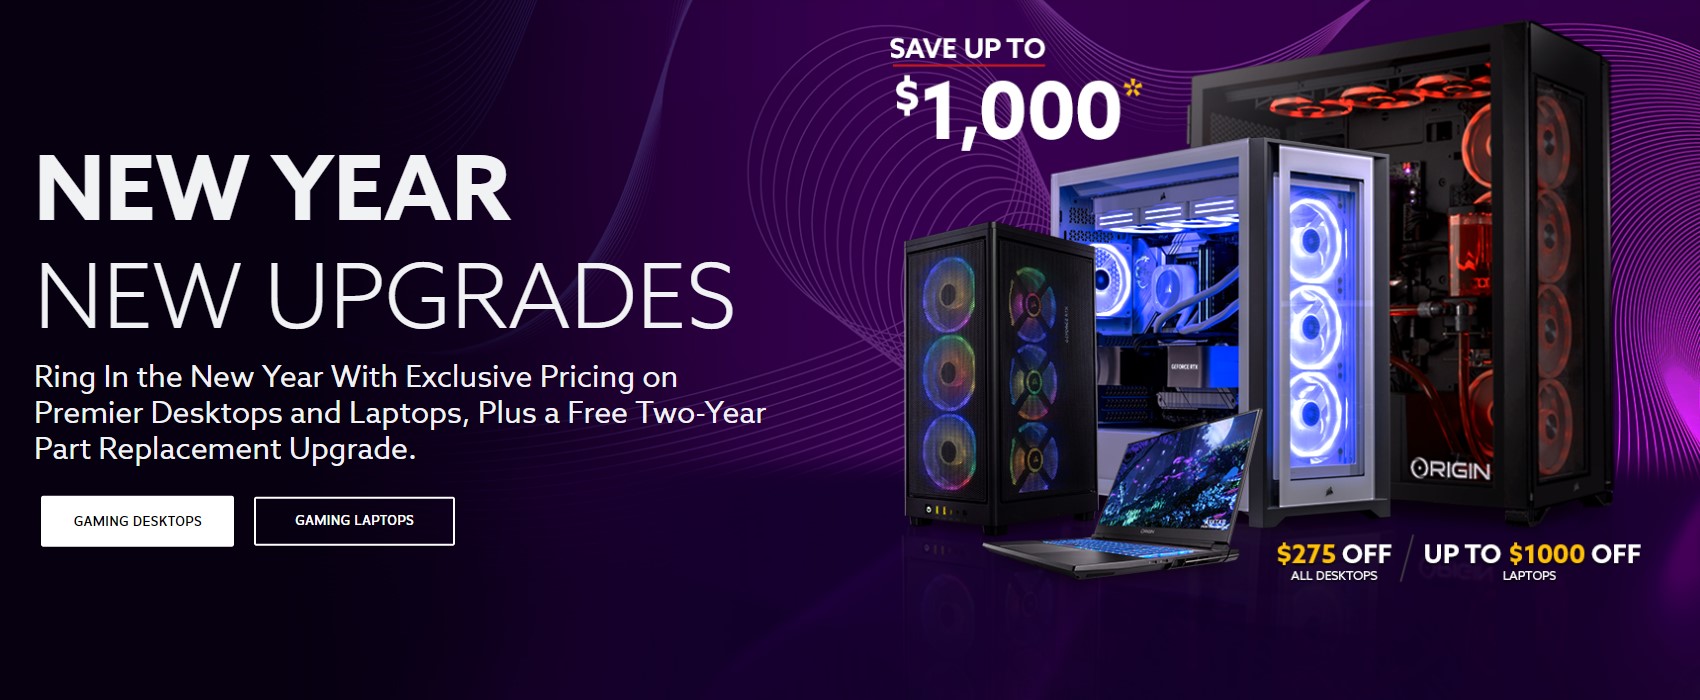 NEW YEAR
NEW UPGRADES
Ring In the New Year With Exclusive Pricing on
Premier Desktops and Laptops, Plus a Free Two-Year
Part Replacement Upgrade.
GAMING DESKTOPS
GAMING LAPTOPS
SAVE UP TO
$1,000*
GEFORCE RTX
ORIGIN
$275 OFF
ALL DESKTOPS
UP TO $1000 OFF
LAPTOPS